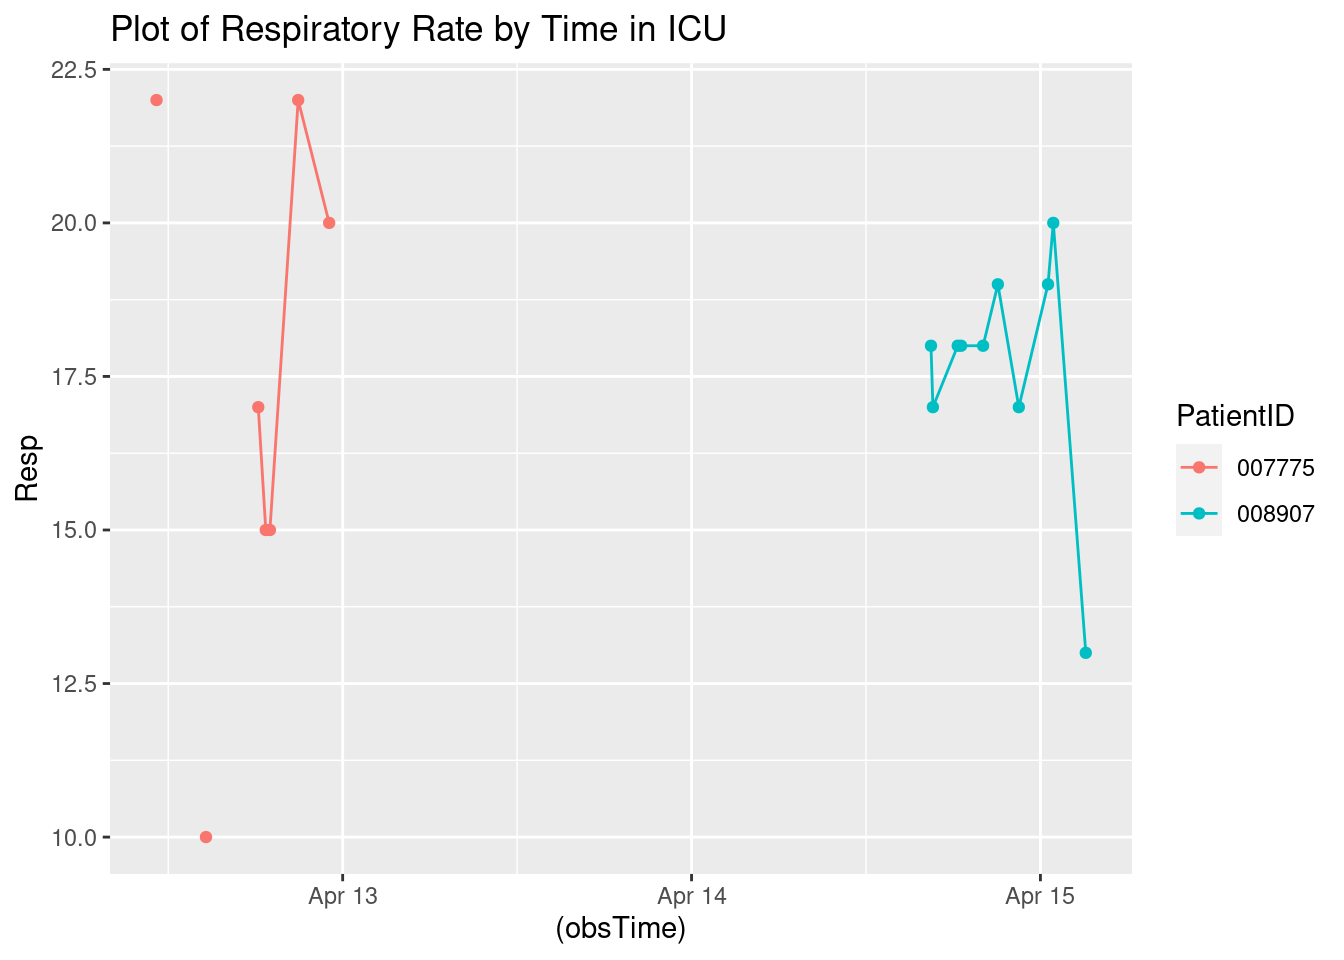 Plot of Respiratory Rate by Time in ICU
22.5
20.0
17.5
15.0
12.5
10.0
Resp
Apr 13
Apr 14
Apr 15
(obsTime)
PatientID
007775
008907